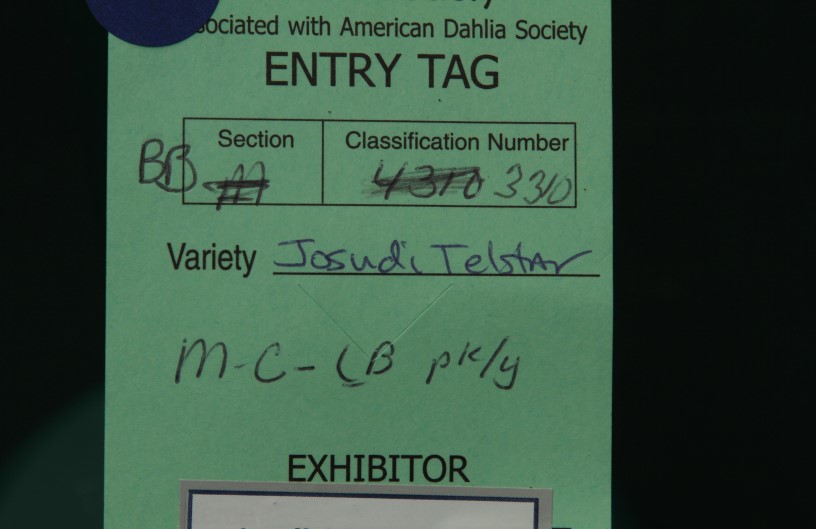 ociated with American Dahlia Society
ENTRY TAG
Section Classification Number
BB M 4310 3310
Variety Josudi Telstar
M-C-LB pk/y
EXHIBITOR